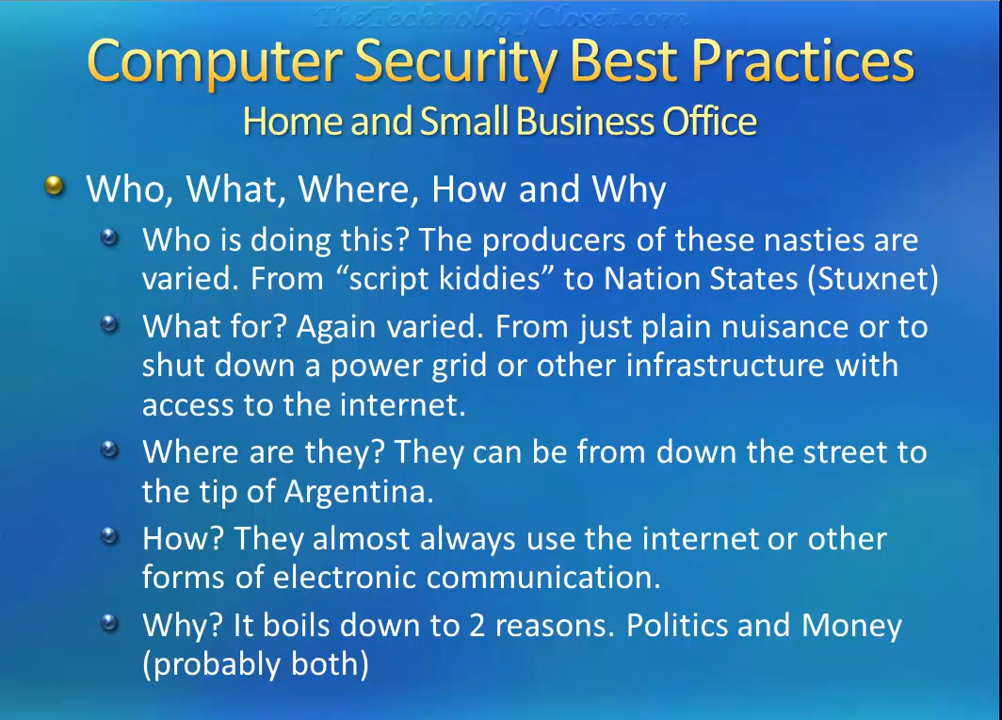 TheTechnologyCloset.com
Computer Security Best Practices
Home and Small Business Office
Who, What, Where, How and Why
Who is doing this? The producers of these nasties are
varied. From “script kiddies” to Nation States (Stuxnet)
What for? Again varied. From just plain nuisance or to
shut down a power grid or other infrastructure with
access to the internet.
Where are they? They can be from down the street to
the tip of Argentina.
How? They almost always use the internet or other
forms of electronic communication.
Why? It boils down to 2 reasons. Politics and Money
(probably both)